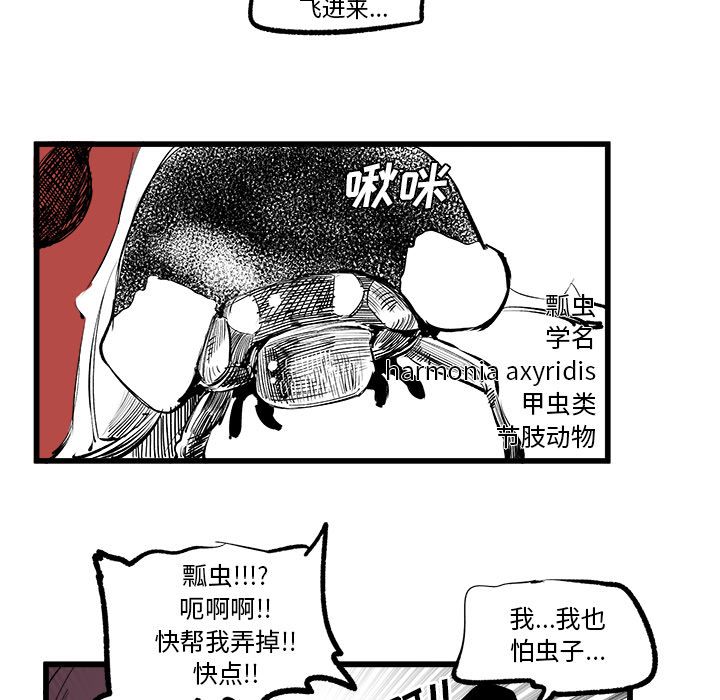 飞进来...
啾咪
瓢虫
学名
harmonia axyridis
甲虫类
节肢动物
瓢虫!!!?
呃啊啊!!
快帮我弄掉!!
快点!!
我...我也
怕虫子...